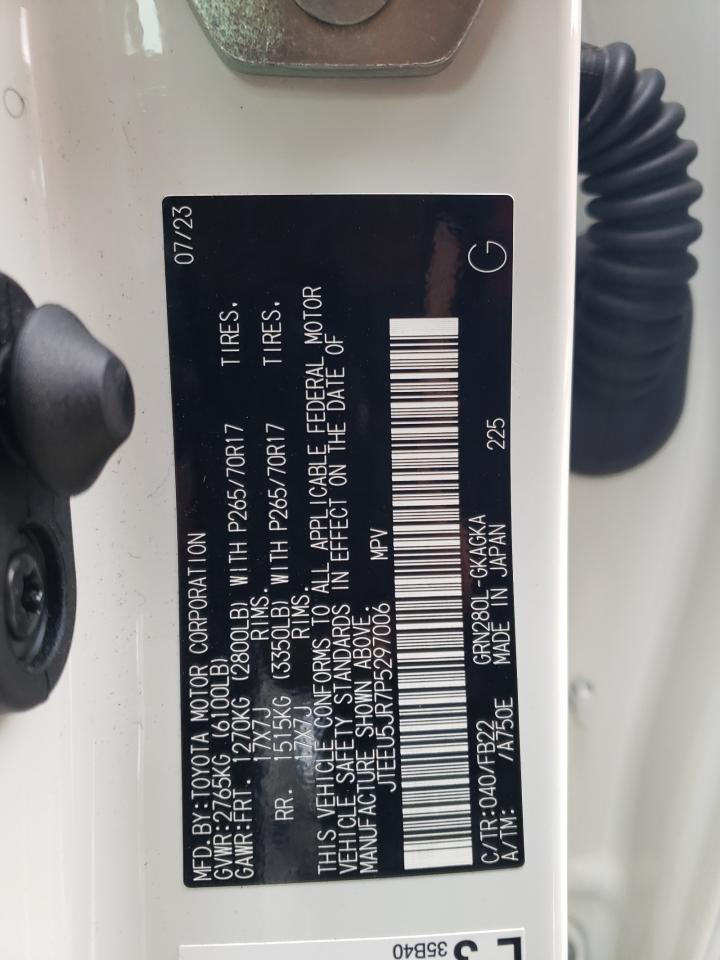 MFD. BY:TOYOTA MOTOR CORPORATION 07/23
GVWR:2765KG (6100LB)
GAWR:FRT. 1270KG (2800LB) WITH P265/70R17 TIRES.
17X7J RIMS.
RR. 1515KG (3350LB) WITH P265/70R17 TIRES.
17X7J RIMS.
THIS VEHICLE CONFORMS TO ALL APPLICABLE FEDERAL MOTOR
VEHICLE SAFETY STANDARDS IN EFFECT ON THE DATE OF
MANUFACTURE SHOWN ABOVE.
JTEEU5JR7P5297006 MPV
C/TR:040/FB22 GRN280L-GKAGKA G
A/TM: /A750E MADE IN JAPAN 225
35B40